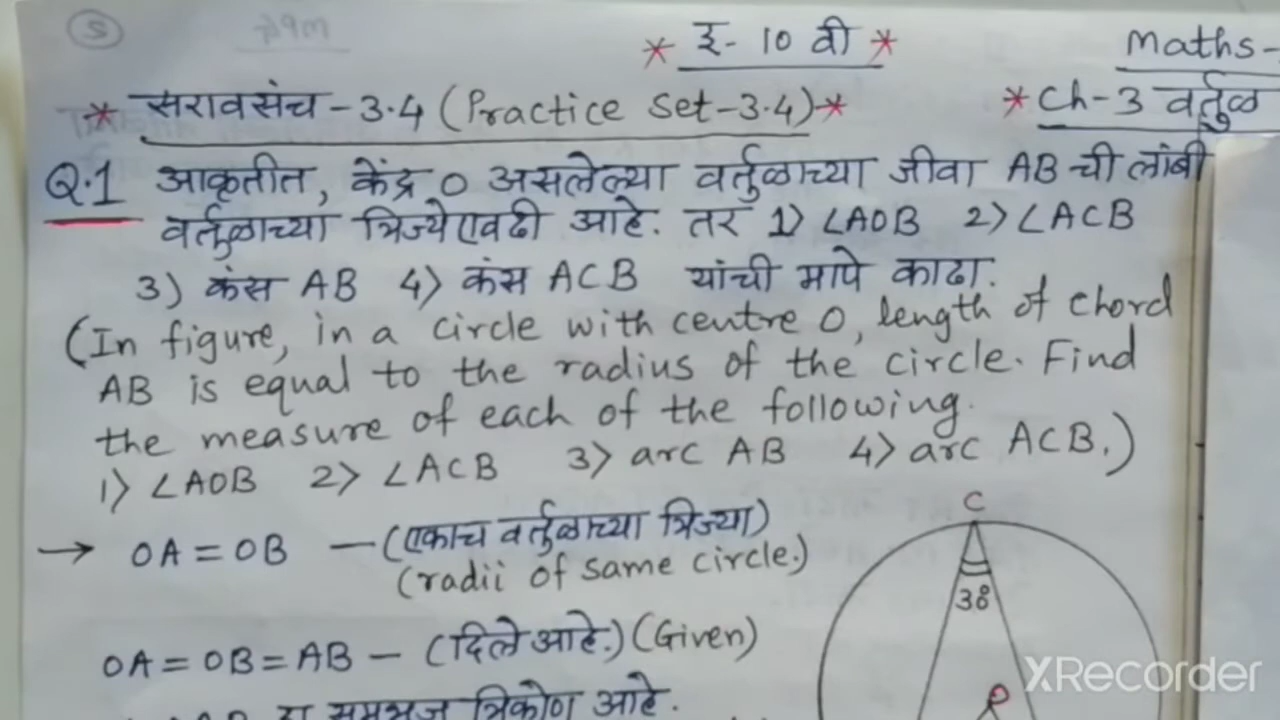 * इ- 10 वी *
Maths-
* सरावसंच-3.4 (Practice Set-3.4)*
* Ch-3 वर्तुळ
Q.1 आकृतीत, केंद्र O असलेल्या वर्तुळाच्या जीवा AB ची लांबी
वर्तुळाच्या त्रिज्येएवढी आहे. तर 1) ∠AOB 2) ∠ACB
3) कंस AB 4) कंस ACB यांची मापे काढा.
(In figure, in a circle with centre O, length of chord
AB is equal to the radius of the circle. Find
the measure of each of the following.
1) ∠AOB 2) ∠ACB 3) arc AB 4) arc ACB.)
C
→ OA = OB — (एकाच वर्तुळाच्या त्रिज्या)
(radii of same circle.)
30°
OA = OB = AB — (दिले आहे.) (Given)
XRecorder
समभुज त्रिकोण आहे.